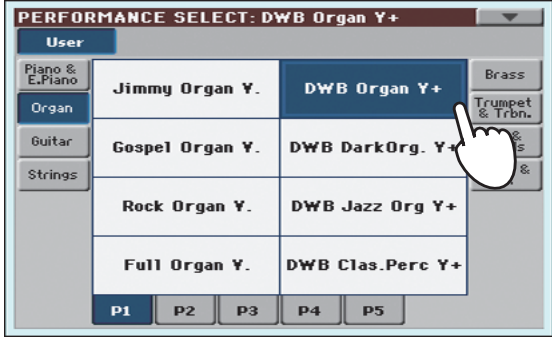 PERFORMANCE SELECT: DWB Organ Y+
User
Piano &
E.Piano
Organ
Guitar
Strings
Jimmy Organ Y.
DWB Organ Y+
Gospel Organ Y.
DWB DarkOrg. Y+
Rock Organ Y.
DWB Jazz Org Y+
Full Organ Y.
DWB Clas.Perc Y+
Brass
Trumpet
& Trbn.
&
&
P1 P2 P3 P4 P5